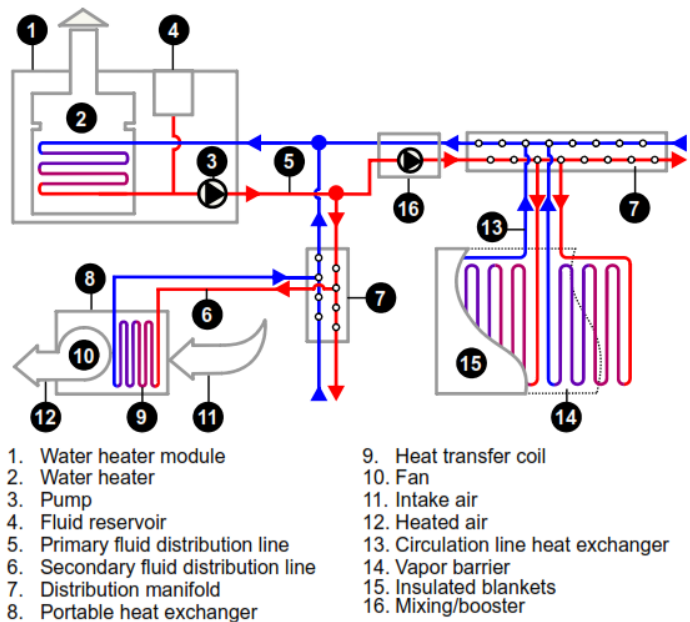 1
4
2
3
5
16
7
13
8
6
7
10
15
12
9
11
14
1. Water heater module
2. Water heater
3. Pump
4. Fluid reservoir
5. Primary fluid distribution line
6. Secondary fluid distribution line
7. Distribution manifold
8. Portable heat exchanger
9. Heat transfer coil
10. Fan
11. Intake air
12. Heated air
13. Circulation line heat exchanger
14. Vapor barrier
15. Insulated blankets
16. Mixing/booster